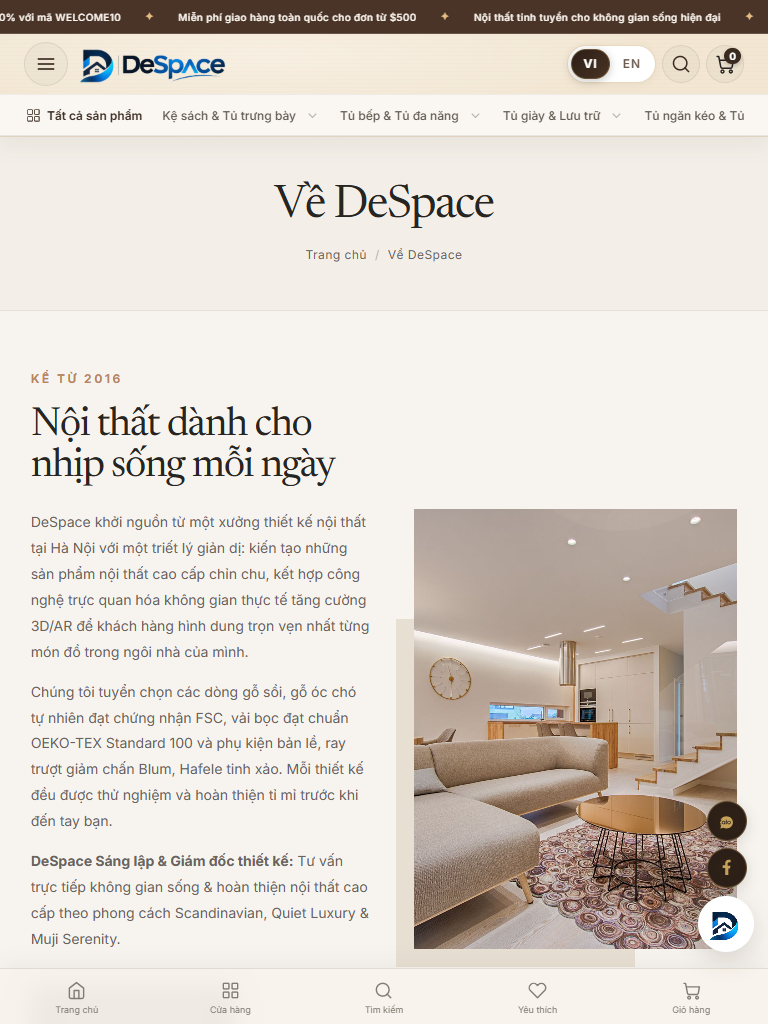 0% với mã WELCOME10 ✦ Miễn phí giao hàng toàn quốc cho đơn từ $500 ✦ Nội thất tinh tuyển cho không gian sống hiện đại ✦
DeSpace
VI EN
0
Tất cả sản phẩm Kệ sách & Tủ trưng bày Tủ bếp & Tủ đa năng Tủ giày & Lưu trữ Tủ ngăn kéo & Tủ
Về DeSpace
Trang chủ / Về DeSpace
KỂ TỪ 2016
Nội thất dành cho
nhịp sống mỗi ngày
DeSpace khởi nguồn từ một xưởng thiết kế nội thất
tại Hà Nội với một triết lý giản dị: kiến tạo những
sản phẩm nội thất cao cấp chỉn chu, kết hợp công
nghệ trực quan hóa không gian thực tế tăng cường
3D/AR để khách hàng hình dung trọn vẹn nhất từng
món đồ trong ngôi nhà của mình.
Chúng tôi tuyển chọn các dòng gỗ sồi, gỗ óc chó
tự nhiên đạt chứng nhận FSC, vải bọc đạt chuẩn
OEKO-TEX Standard 100 và phụ kiện bản lề, ray
trượt giảm chấn Blum, Hafele tinh xảo. Mỗi thiết kế
đều được thử nghiệm và hoàn thiện tỉ mỉ trước khi
đến tay bạn.
DeSpace Sáng lập & Giám đốc thiết kế: Tư vấn
trực tiếp không gian sống & hoàn thiện nội thất cao
cấp theo phong cách Scandinavian, Quiet Luxury &
Muji Serenity.
Zalo
Trang chủ Cửa hàng Tìm kiếm Yêu thích Giỏ hàng